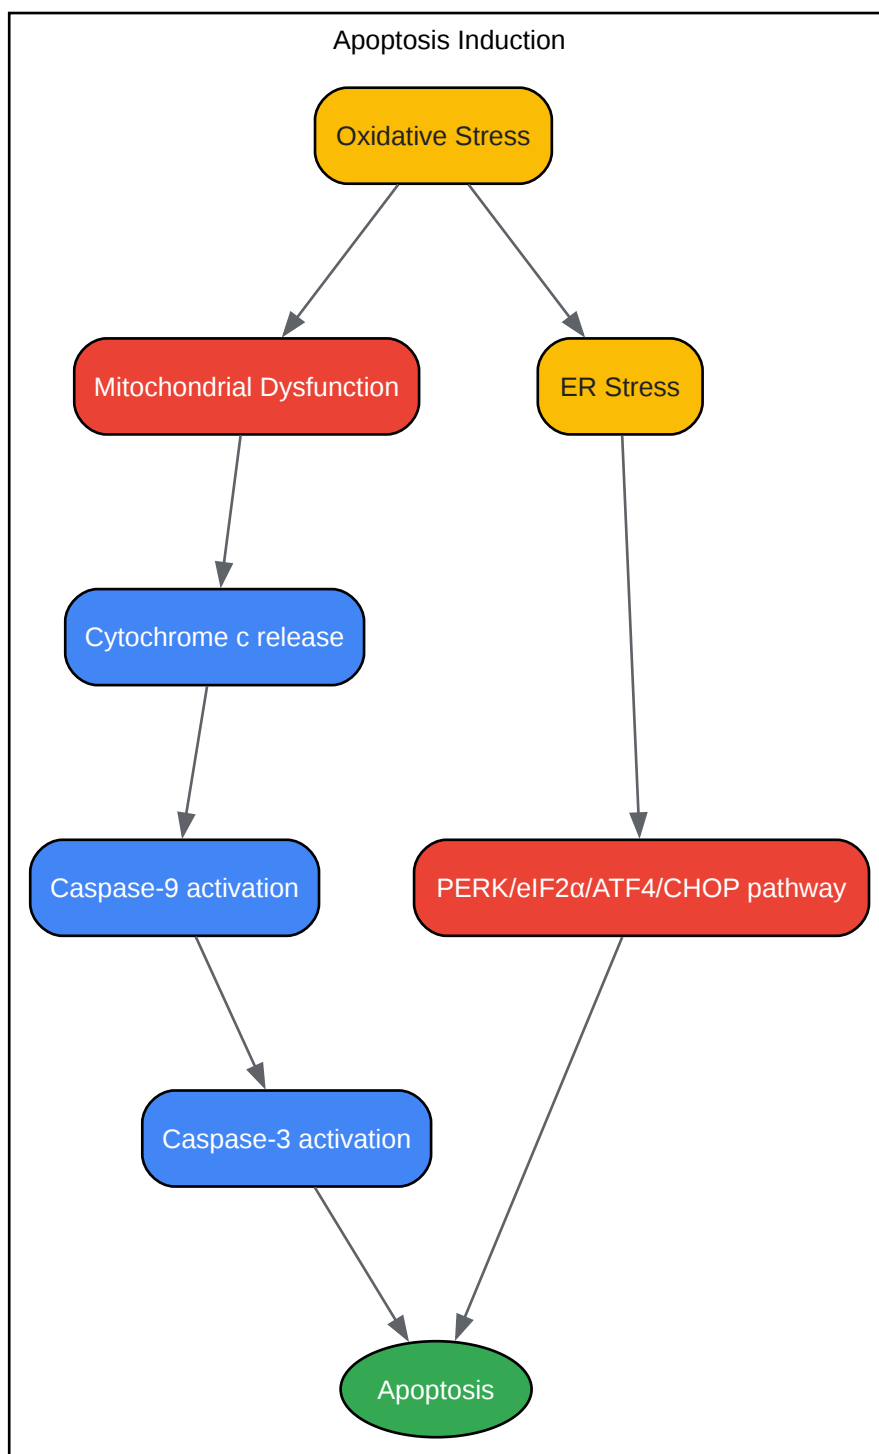 Apoptosis Induction
Oxidative Stress
Mitochondrial Dysfunction
ER Stress
Cytochrome c release
Caspase-9 activation
PERK/eIF2α/ATF4/CHOP pathway
Caspase-3 activation
Apoptosis